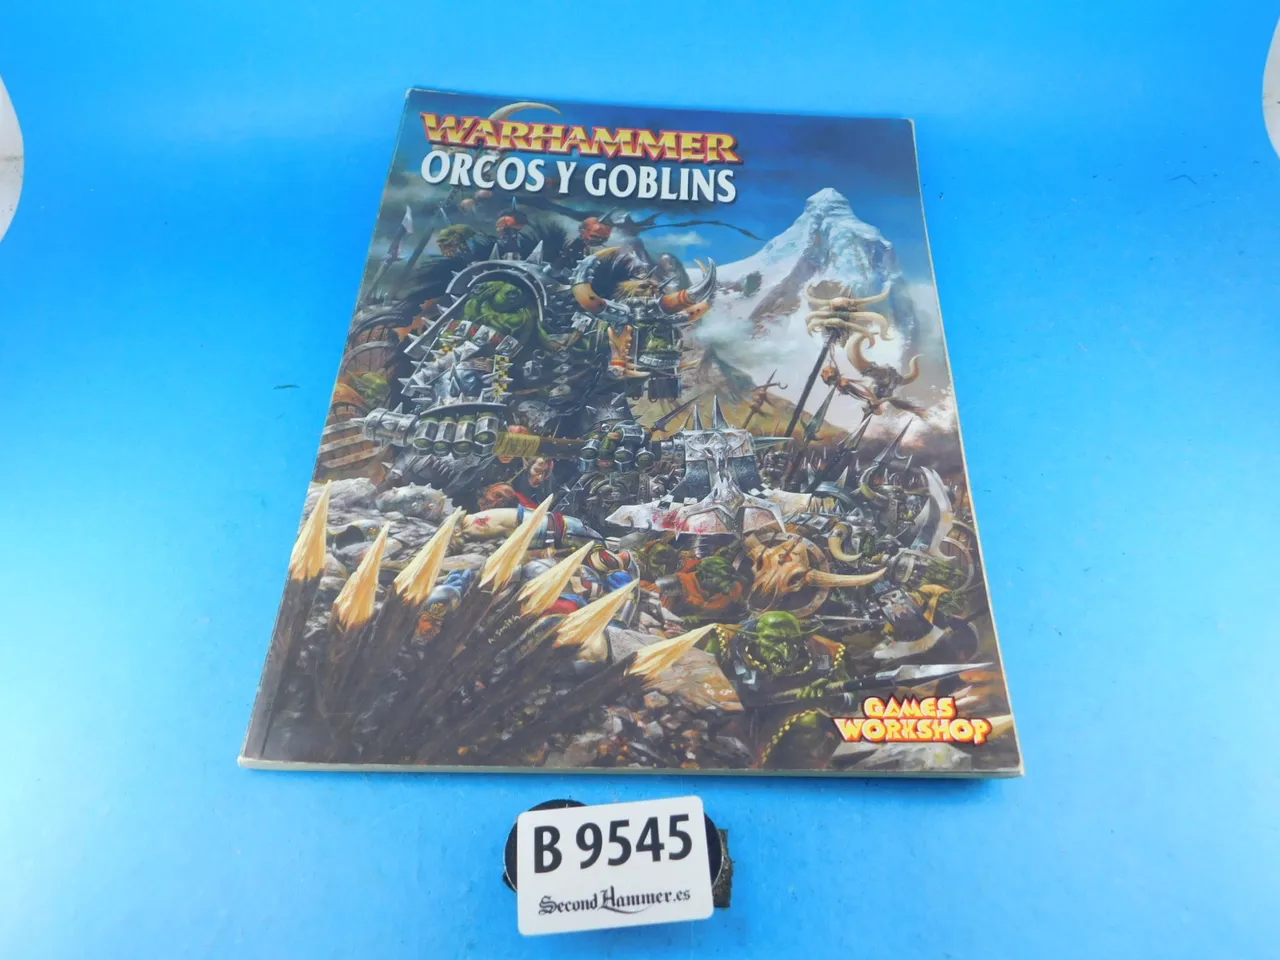 WARHAMMER
ORCOS Y GOBLINS
GAMES
WORKSHOP
B 9545
SecondHammer.es